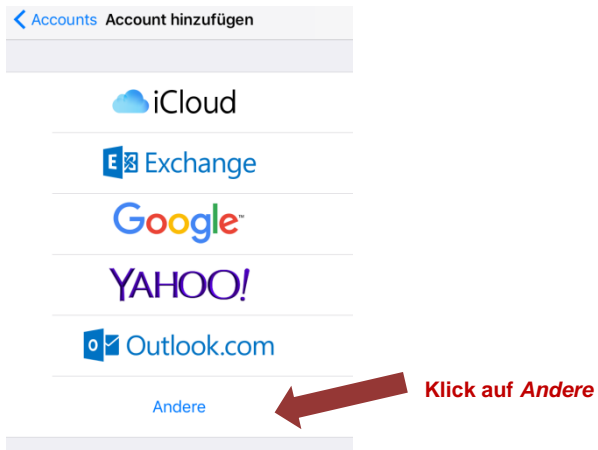 Accounts Account hinzufügen
iCloud
Exchange
Google
YAHOO!
Outlook.com
Andere
Klick auf Andere